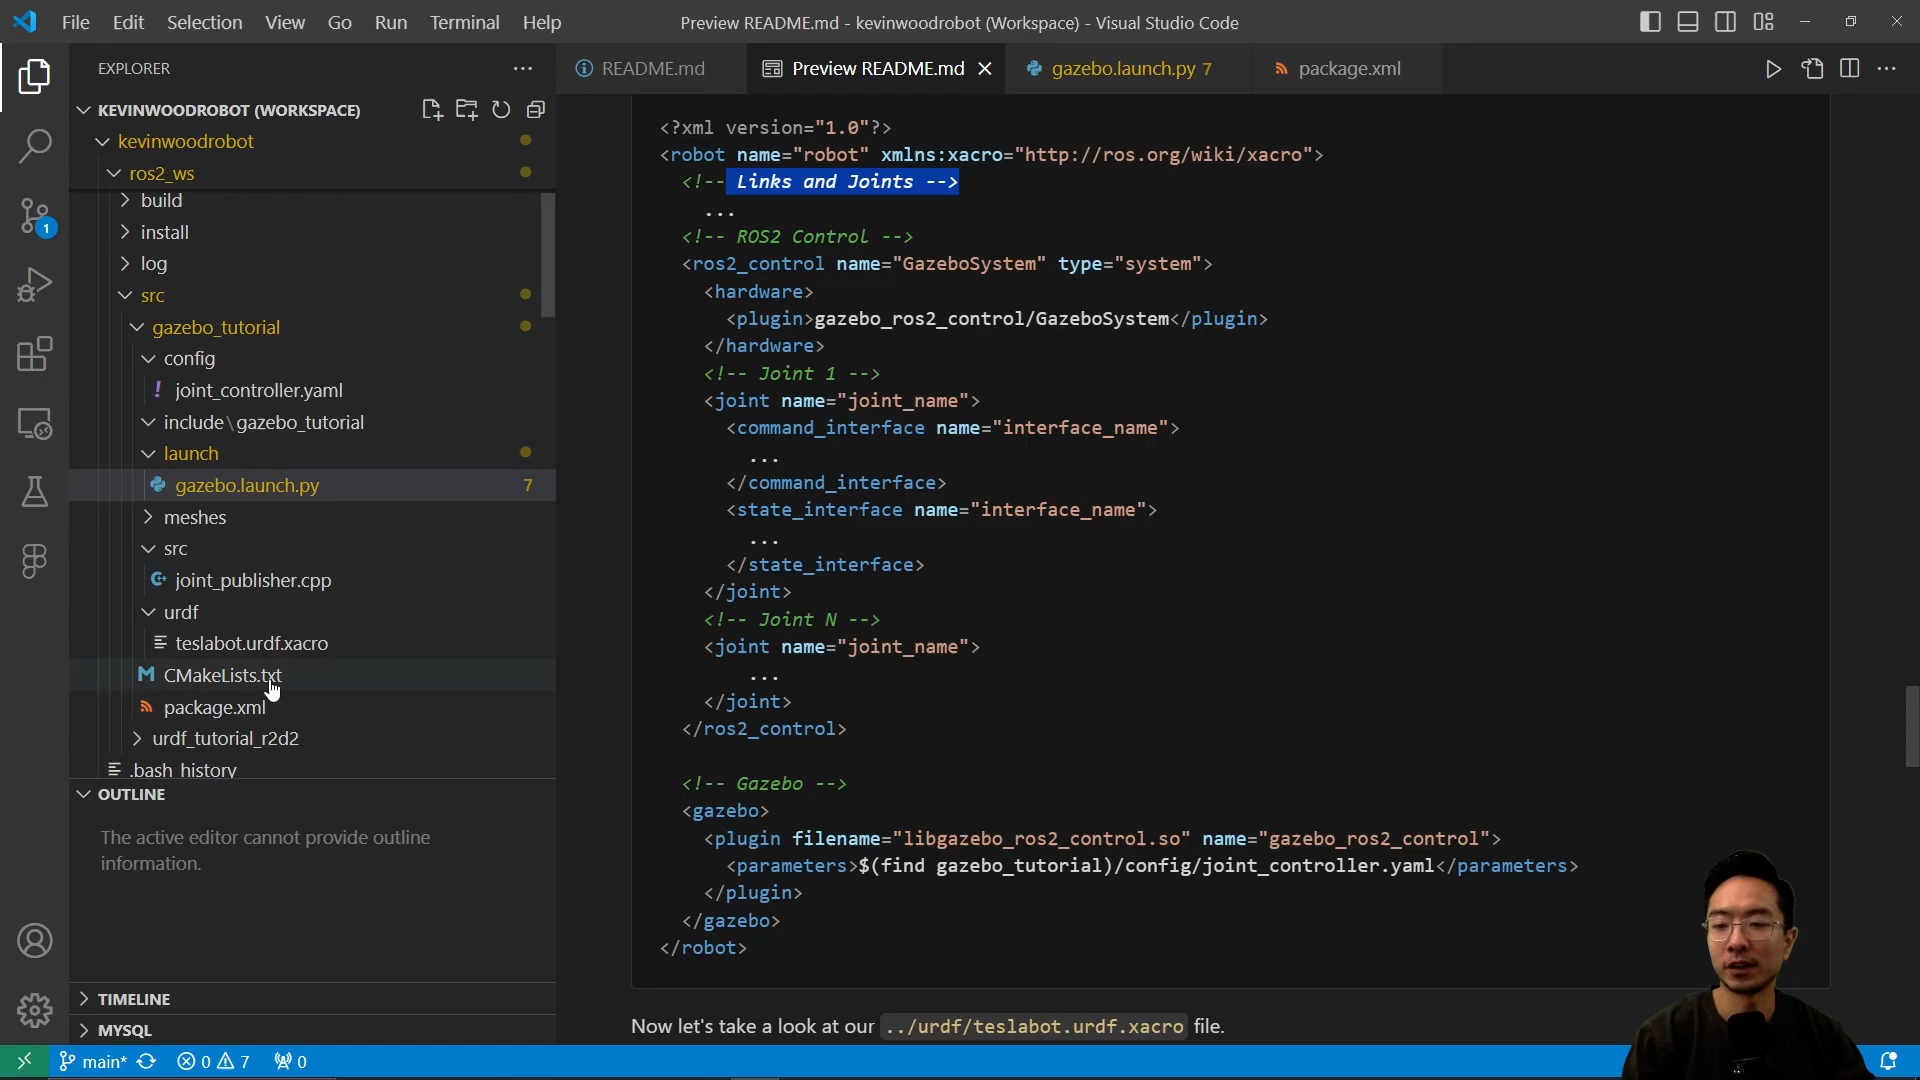 File Edit Selection View Go Run Terminal Help
Preview README.md - kevinwoodrobot (Workspace) - Visual Studio Code
EXPLORER
KEVINWOODROBOT (WORKSPACE)
kevinwoodrobot
ros2_ws
build
install
log
src
gazebo_tutorial
config
! joint_controller.yaml
include\gazebo_tutorial
launch
gazebo.launch.py 7
meshes
src
joint_publisher.cpp
urdf
teslabot.urdf.xacro
CMakeLists.txt
package.xml
urdf_tutorial_r2d2
.bash_history
OUTLINE
The active editor cannot provide outline
information.
TIMELINE
MYSQL
1
README.md
Preview README.md
gazebo.launch.py 7
package.xml
<?xml version="1.0"?>
<robot name="robot" xmlns:xacro="http://ros.org/wiki/xacro">
<!-- Links and Joints -->
...
<!-- ROS2 Control -->
<ros2_control name="GazeboSystem" type="system">
<hardware>
<plugin>gazebo_ros2_control/GazeboSystem</plugin>
</hardware>
<!-- Joint 1 -->
<joint name="joint_name">
<command_interface name="interface_name">
...
</command_interface>
<state_interface name="interface_name">
...
</state_interface>
</joint>
<!-- Joint N -->
<joint name="joint_name">
...
</joint>
</ros2_control>
<!-- Gazebo -->
<gazebo>
<plugin filename="libgazebo_ros2_control.so" name="gazebo_ros2_control">
<parameters>$(find gazebo_tutorial)/config/joint_controller.yaml</parameters>
</plugin>
</gazebo>
</robot>
Now let's take a look at our ../urdf/teslabot.urdf.xacro file.
main* 0 7 0